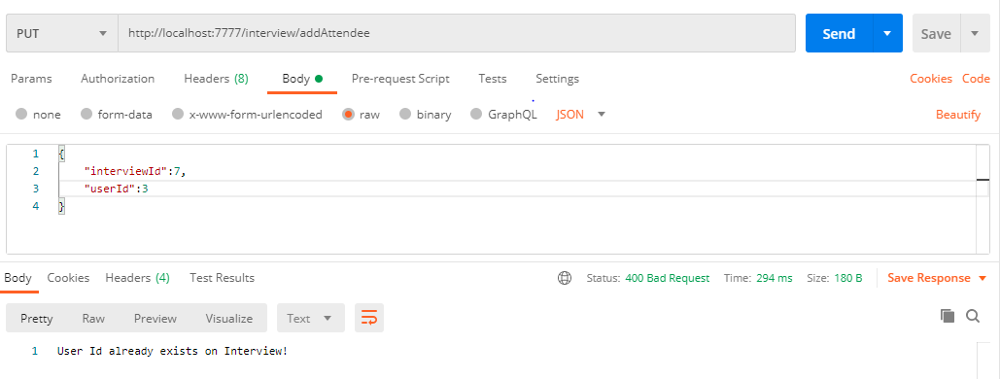 PUT http://localhost:7777/interview/addAttendee Send Save
Params Authorization Headers (8) Body Pre-request Script Tests Settings Cookies Code
none form-data x-www-form-urlencoded raw binary GraphQL JSON Beautify
1 {
2 "interviewId":7,
3 "userId":3
4 }
Body Cookies Headers (4) Test Results Status: 400 Bad Request Time: 294 ms Size: 180 B Save Response
Pretty Raw Preview Visualize Text
1 User Id already exists on Interview!